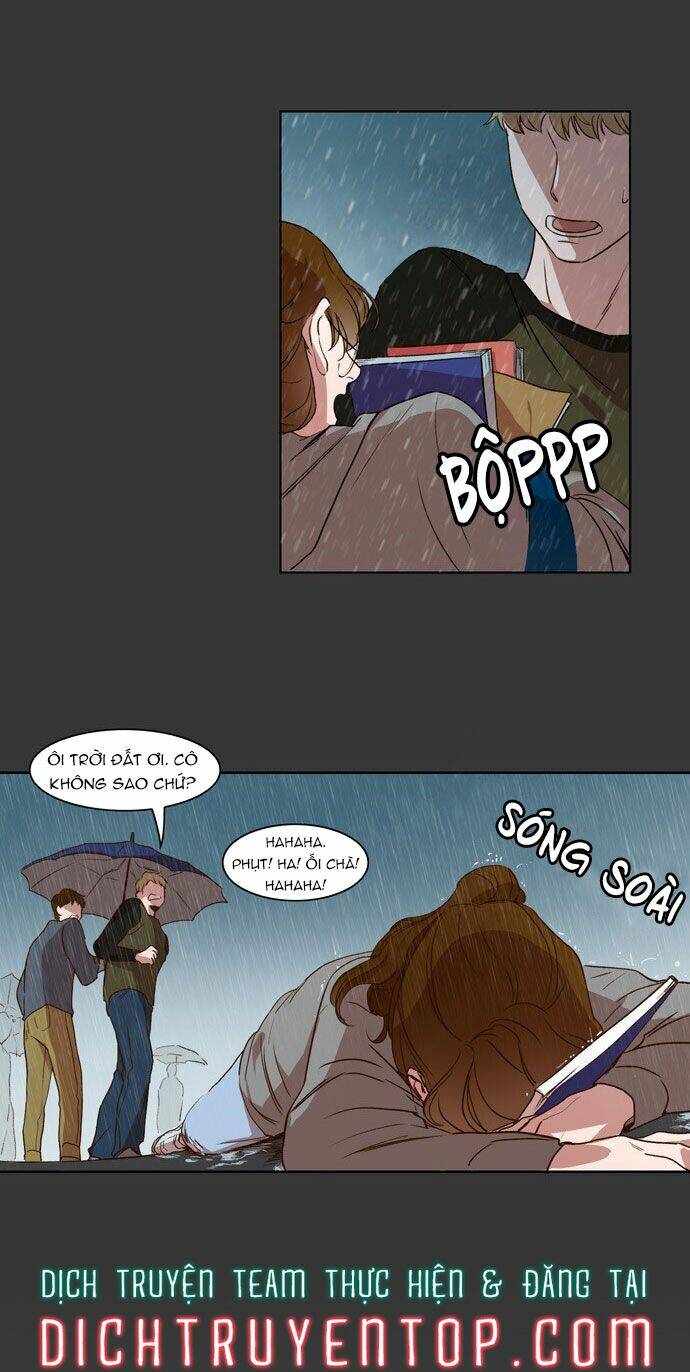 BỘPPP
ÔI TRỜI ĐẤT ƠI. CÔ
KHÔNG SAO CHỨ?
HAHAHA.
PHỤT! HA! ỐI CHÀ!
HAHAHA!
SÓNG SOÀI
DỊCH TRUYỆN TEAM THỰC HIỆN & ĐĂNG TẠI
DICHTRUYENTOP.COM